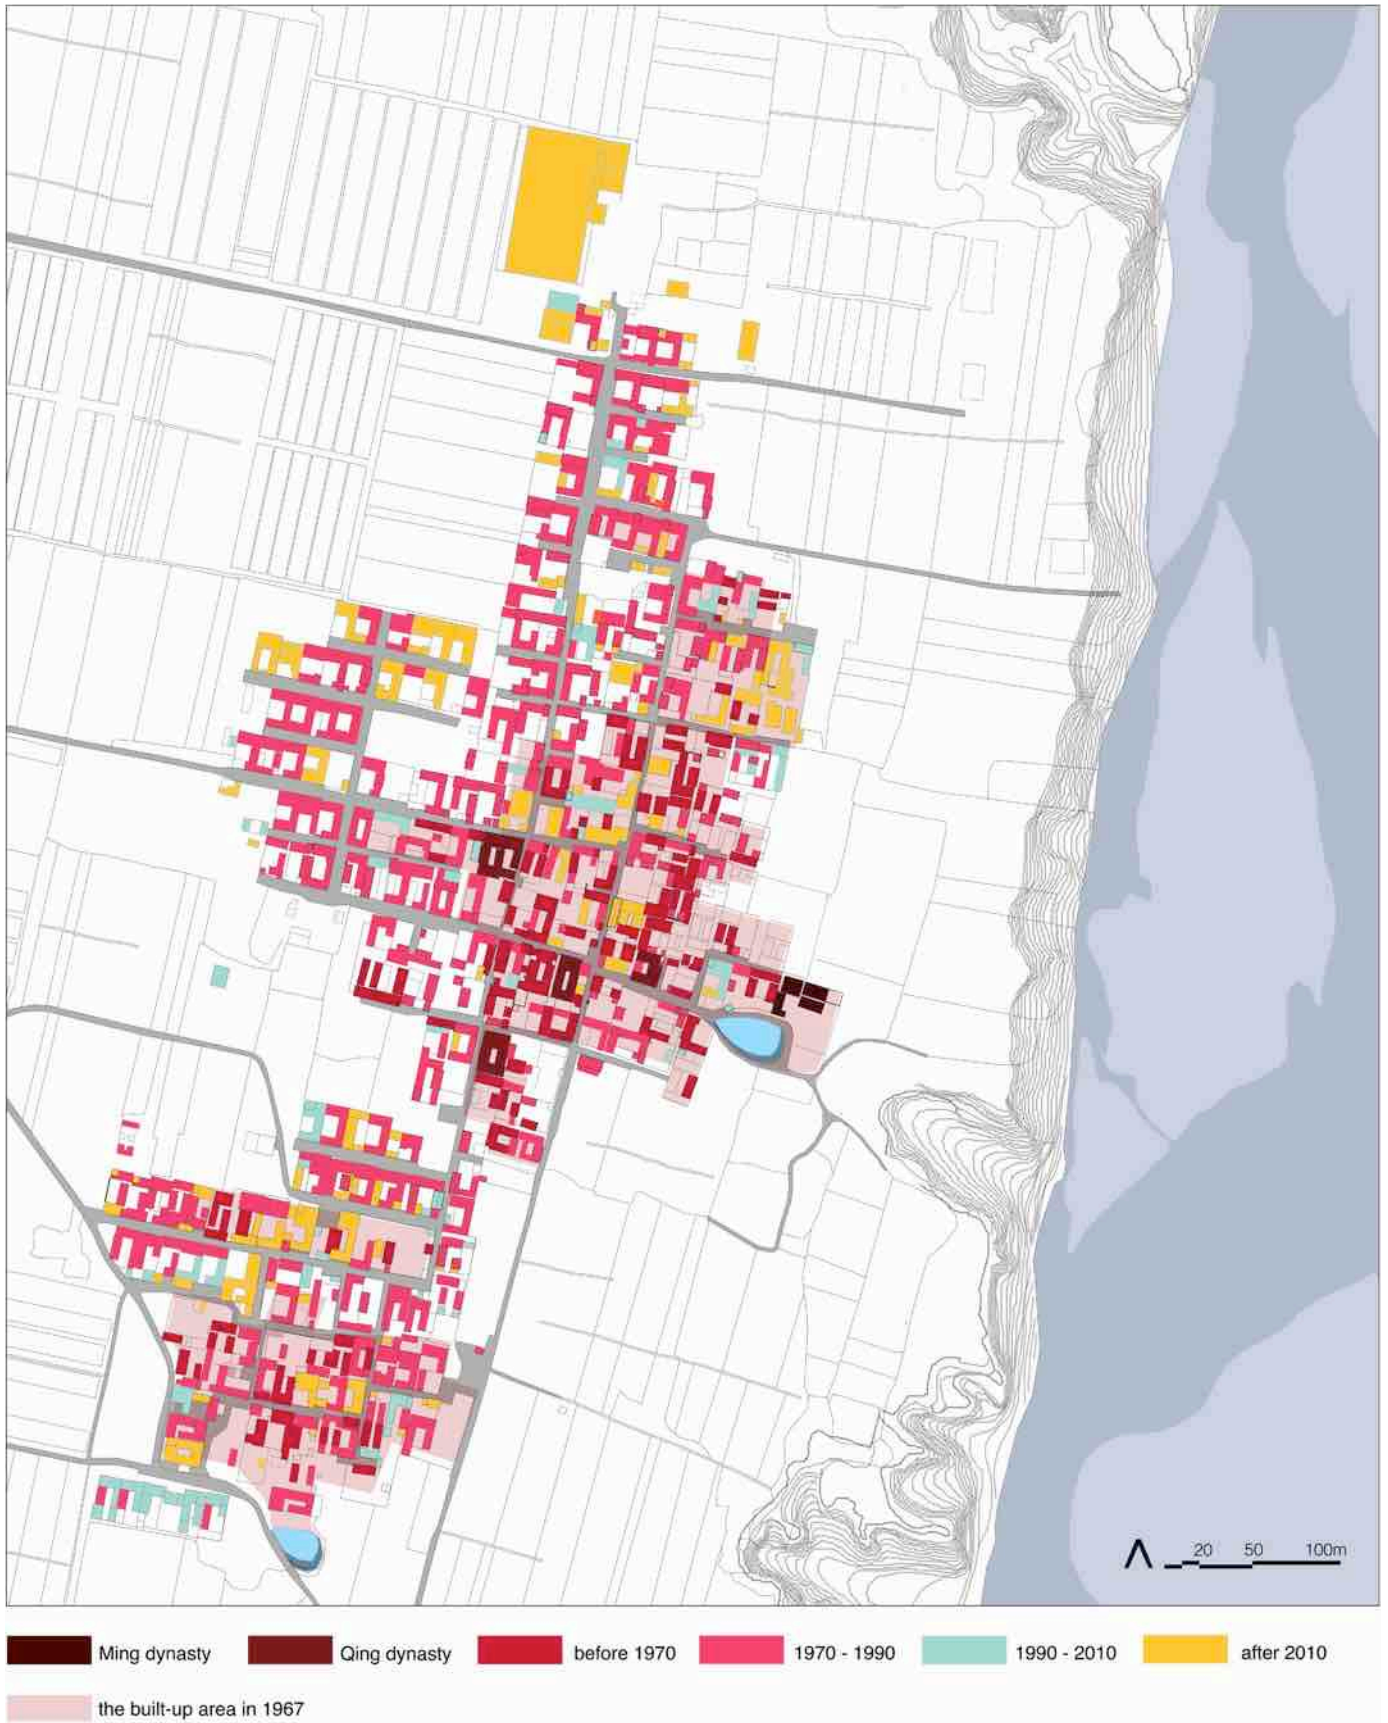 20 50 100m
Ming dynasty Qing dynasty before 1970 1970 - 1990 1990 - 2010 after 2010
the built-up area in 1967